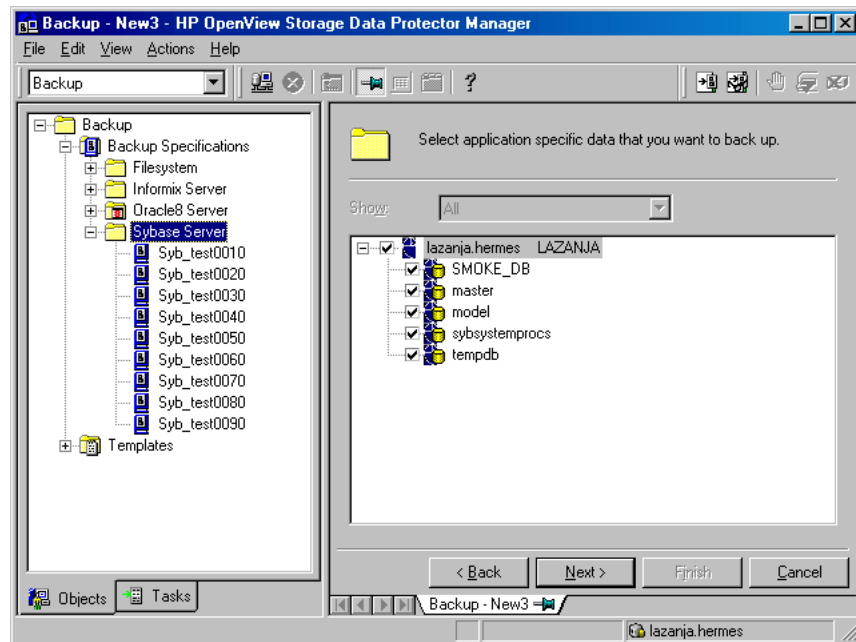 Backup - New3 - HP OpenView Storage Data Protector Manager
File Edit View Actions Help
Backup
Backup
Backup Specifications
Filesystem
Informix Server
Oracle8 Server
Sybase Server
Syb_test0010
Syb_test0020
Syb_test0030
Syb_test0040
Syb_test0050
Syb_test0060
Syb_test0070
Syb_test0080
Syb_test0090
Templates
Objects Tasks
Select application specific data that you want to back up.
Show: All
lazanja.hermes LAZANJA
SMOKE_DB
master
model
sybsystemprocs
tempdb
< Back Next > Finish Cancel
Backup - New3
lazanja.hermes